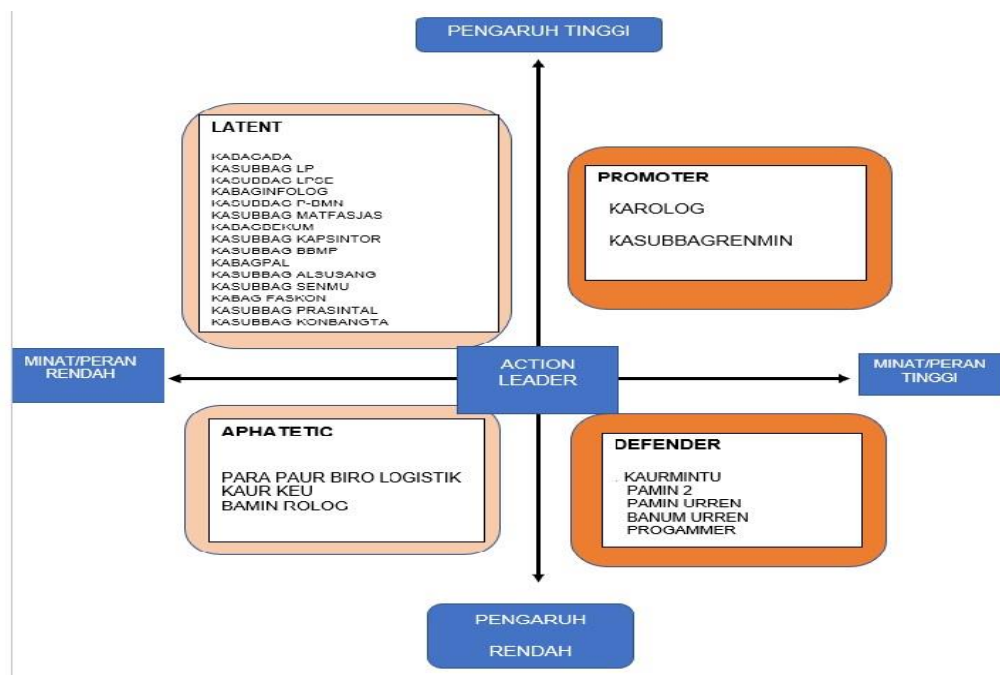 PENGARUH TINGGI
LATENT
KABAGADA
KASUBBAG LP
KASUBBAG LPSE
KABAGINFOLOG
KASUBBAG P-BMN
KASUBBAG MATFASJAS
KABAGBEKUM
KASUBBAG KAPSINTOR
KASUBBAG BBMP
KABAGPAL
KASUBBAG ALSUSANG
KASUBBAG SENMU
KABAG FASKON
KASUBBAG PRASINTAL
KASUBBAG KONBANGTA
PROMOTER
KAROLOG
KASUBBAGRENMIN
MINAT/PERAN
RENDAH
ACTION
LEADER
MINAT/PERAN
TINGGI
APHATETIC
PARA PAUR BIRO LOGISTIK
KAUR KEU
BAMIN ROLOG
DEFENDER
. KAURMINTU
PAMIN 2
PAMIN URREN
BANUM URREN
PROGAMMER
PENGARUH
RENDAH